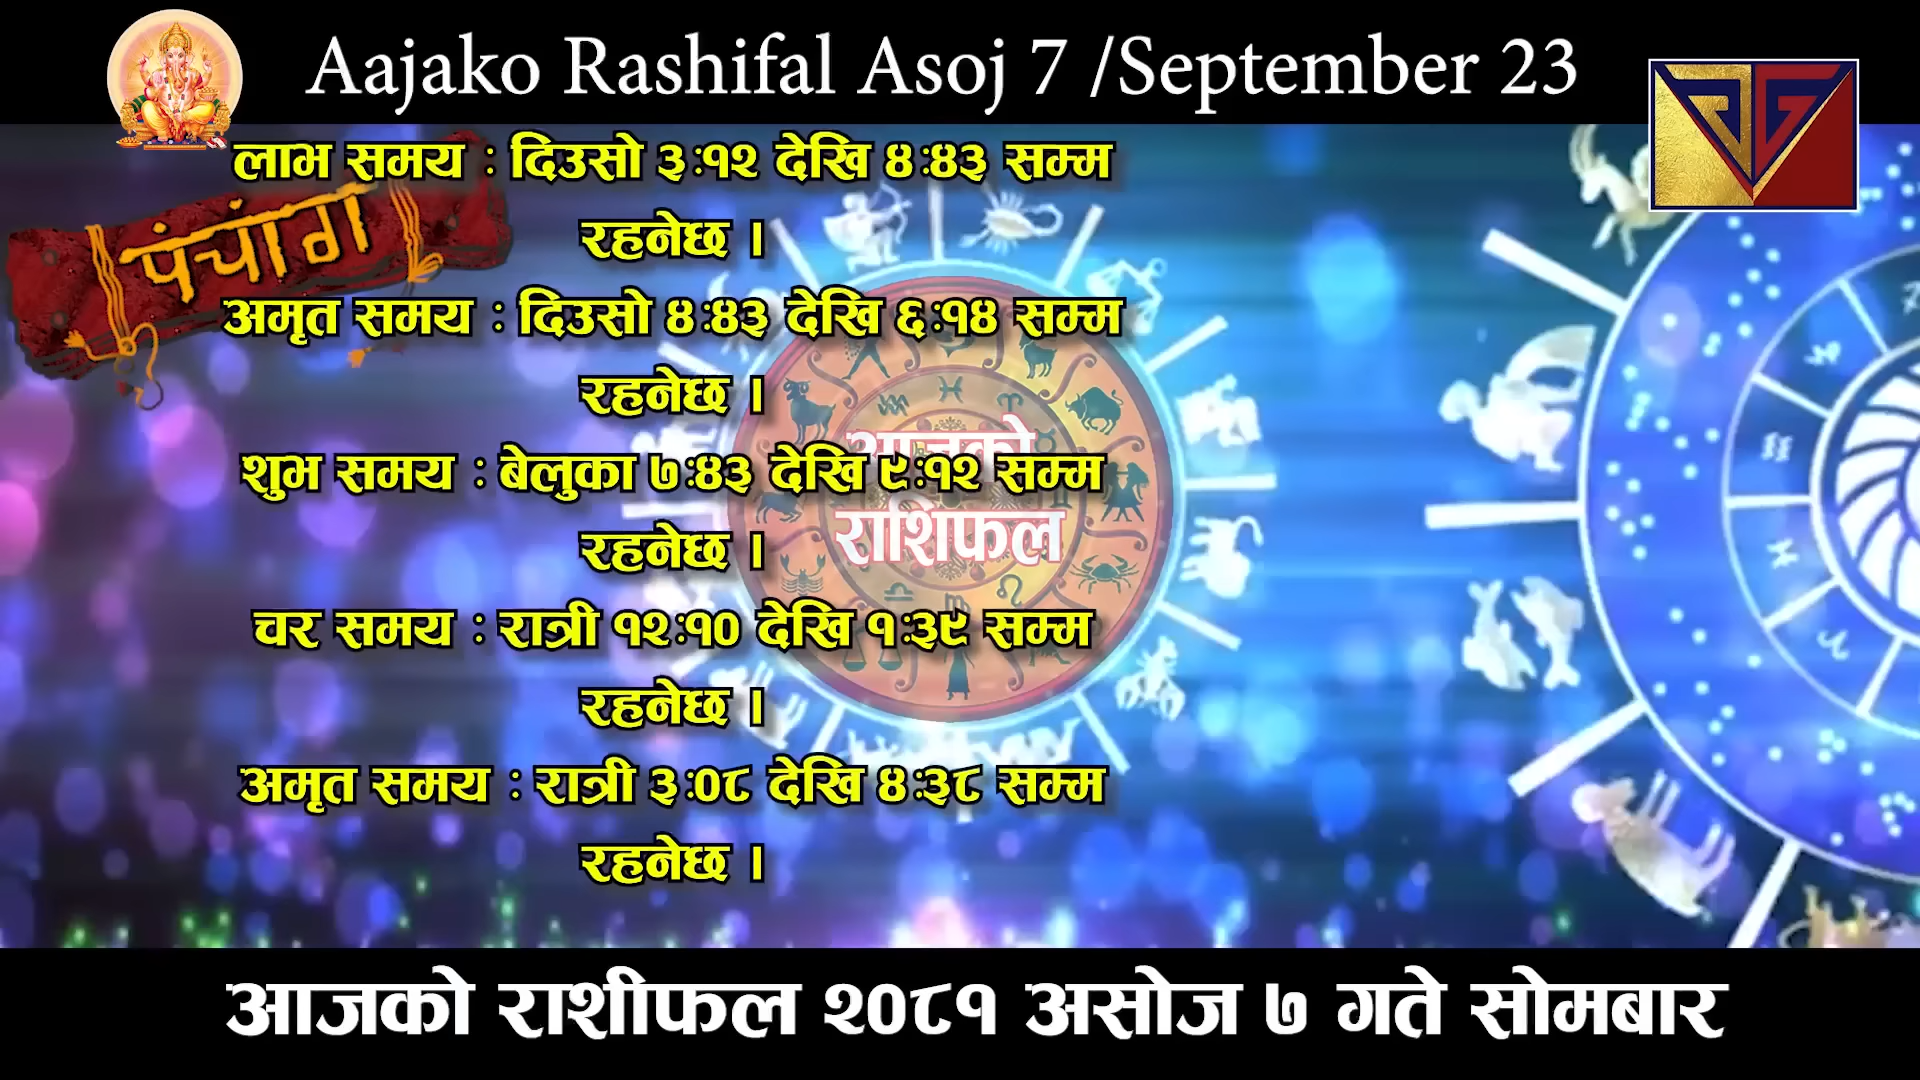 Aajako Rashifal Asoj 7 /September 23
लाभ समय : दिउसो ३:१२ देखि ४:४३ सम्म
रहनेछ ।
पंचांग
अमृत समय : दिउसो ४:४३ देखि ६:१४ सम्म
रहनेछ ।
शुभ समय : बेलुका ७:४३ देखि ९:१२ सम्म
रहनेछ ।
आजको
राशिफल
चर समय : रात्री १२:१० देखि १:३९ सम्म
रहनेछ ।
अमृत समय : रात्री ३:०८ देखि ४:३८ सम्म
रहनेछ ।
आजको राशीफल २०८१ असोज ७ गते सोमबार